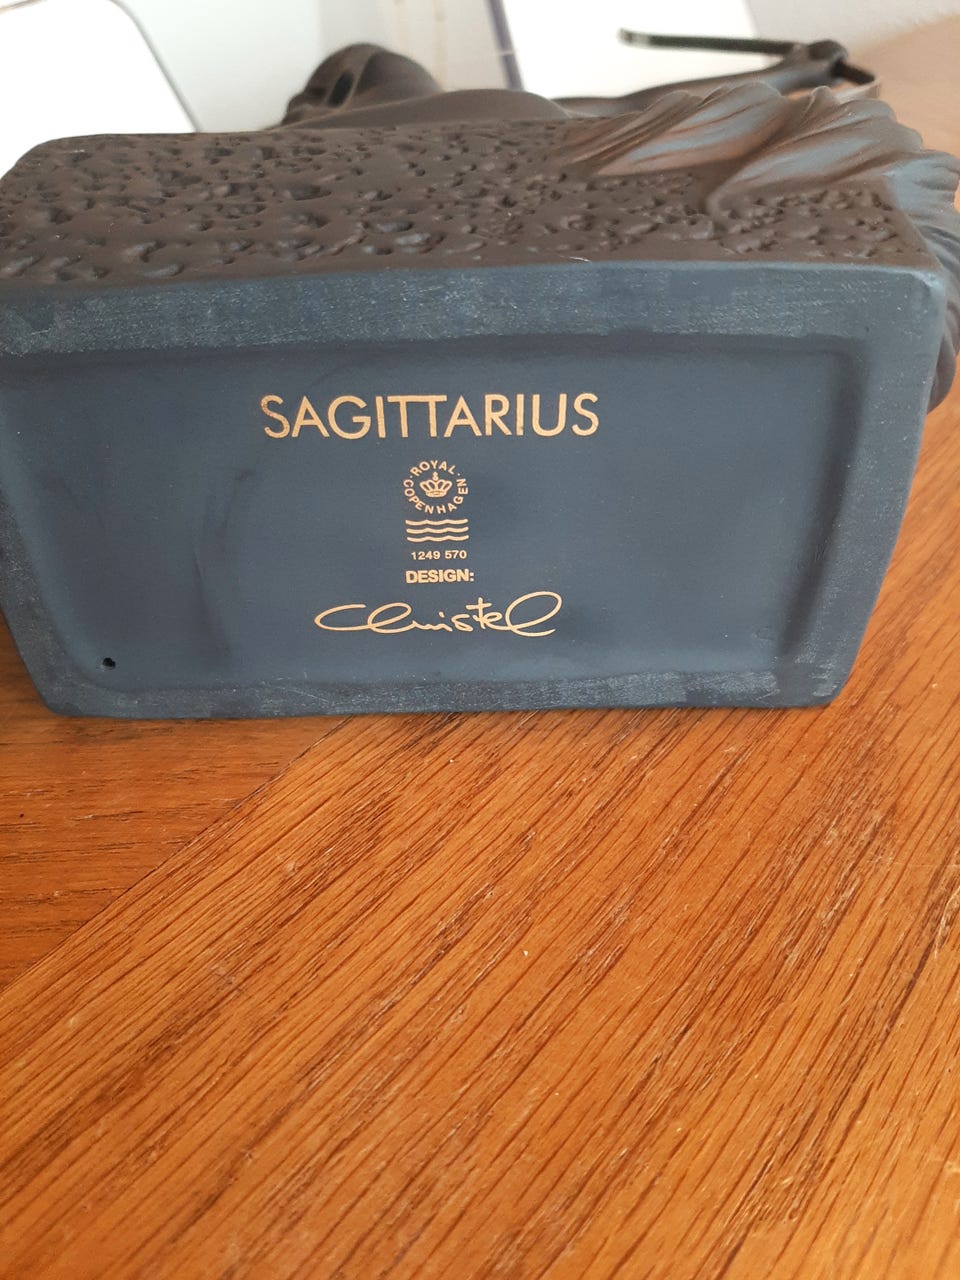 SAGITTARIUS
ROYAL
COPENHAGEN
1249 570
DESIGN:
Christel